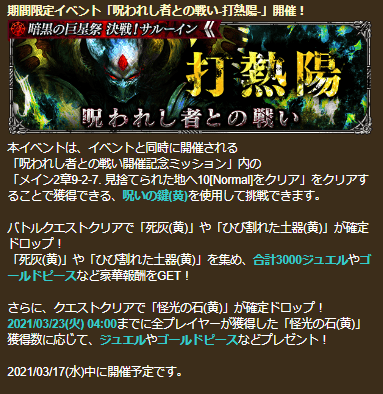 期間限定イベント「呪われし者との戦い-打熱陽-」開催！
暗黒の巨星祭 決戦！サルーイン
打熱陽
呪われし者との戦い
本イベントは、イベントと同時に開催される
「呪われし者との戦い開催記念ミッション」内の
「メイン2章9-2-7. 見捨てられた地へ10[Normal]をクリア」をクリアす
ることで獲得できる、呪いの鍵(黄)を使用して挑戦できます。
バトルクエストクリアで「死灰(黄)」や「ひび割れた土器(黄)」が確定
ドロップ！
「死灰(黄)」や「ひび割れた土器(黄)」を集め、合計3000ジュエルやゴ
ールドピースなど豪華報酬をGET！
さらに、クエストクリアで「怪光の石(黄)」が確定ドロップ！
2021/03/23(火) 04:00までに全プレイヤーが獲得した「怪光の石(黄)」
獲得数に応じて、ジュエルやゴールドピースなどプレゼント！
2021/03/17(水)中に開催予定です。